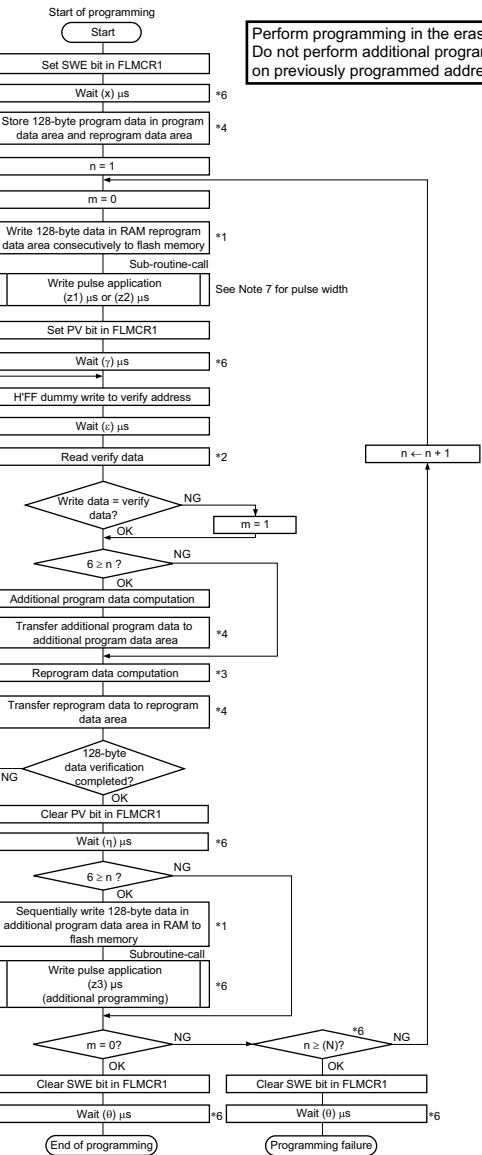 Start of programming
Start
Perform programming in the eras
Do not perform additional program
on previously programmed addre
Set SWE bit in FLMCR1
Wait (x) μs
*6
Store 128-byte program data in program
data area and reprogram data area
*4
n = 1
m = 0
Write 128-byte data in RAM reprogram
data area consecutively to flash memory
*1
Sub-routine-call
Write pulse application
(z1) μs or (z2) μs
See Note 7 for pulse width
Set PV bit in FLMCR1
Wait (γ) μs
*6
H'FF dummy write to verify address
Wait (ε) μs
Read verify data
*2
n ← n + 1
Write data = verify
data?
NG
m = 1
OK
6 ≥ n ?
NG
OK
Additional program data computation
Transfer additional program data to
additional program data area
*4
Reprogram data computation
*3
Transfer reprogram data to reprogram
data area
*4
128-byte
data verification
completed?
NG
OK
Clear PV bit in FLMCR1
Wait (η) μs
*6
6 ≥ n ?
NG
OK
Sequentially write 128-byte data in
additional program data area in RAM to
flash memory
*1
Subroutine-call
Write pulse application
(z3) μs
(additional programming)
*6
m = 0?
NG
*6
n ≥ (N)?
NG
OK
OK
Clear SWE bit in FLMCR1
Clear SWE bit in FLMCR1
Wait (θ) μs
*6
Wait (θ) μs
*6
End of programming
Programming failure